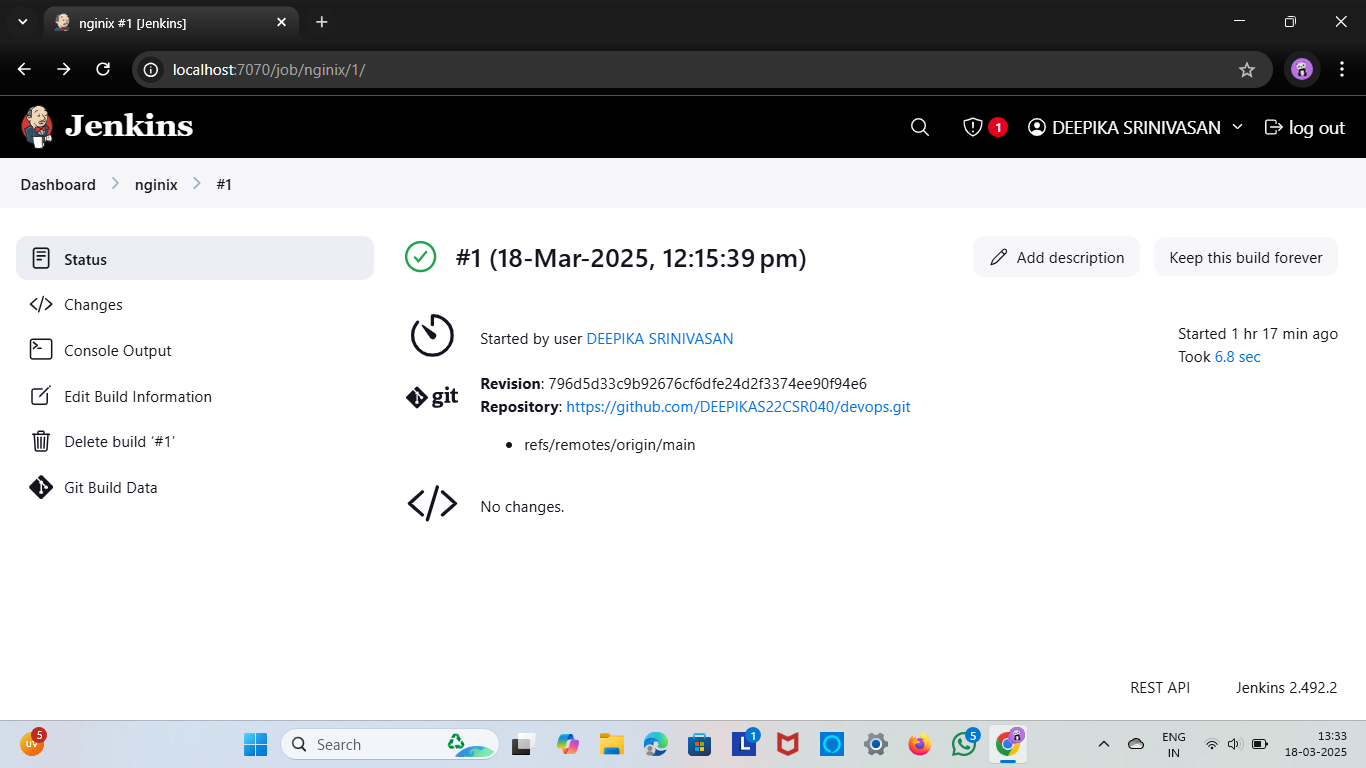 nginix #1 [Jenkins]
localhost:7070/job/nginix/1/
Jenkins
1
DEEPIKA SRINIVASAN
log out
Dashboard
nginix
#1
Status
Changes
Console Output
Edit Build Information
Delete build ‘#1’
Git Build Data
#1 (18-Mar-2025, 12:15:39 pm)
Add description
Keep this build forever
Started by user DEEPIKA SRINIVASAN
Started 1 hr 17 min ago
Took 6.8 sec
git
Revision: 796d5d33c9b92676cf6dfe24d2f3374ee90f94e6
Repository: https://github.com/DEEPIKAS22CSR040/devops.git
refs/remotes/origin/main
No changes.
REST API
Jenkins 2.492.2
UV
5
Search
L
1
5
ENG
IN
13:33
18-03-2025